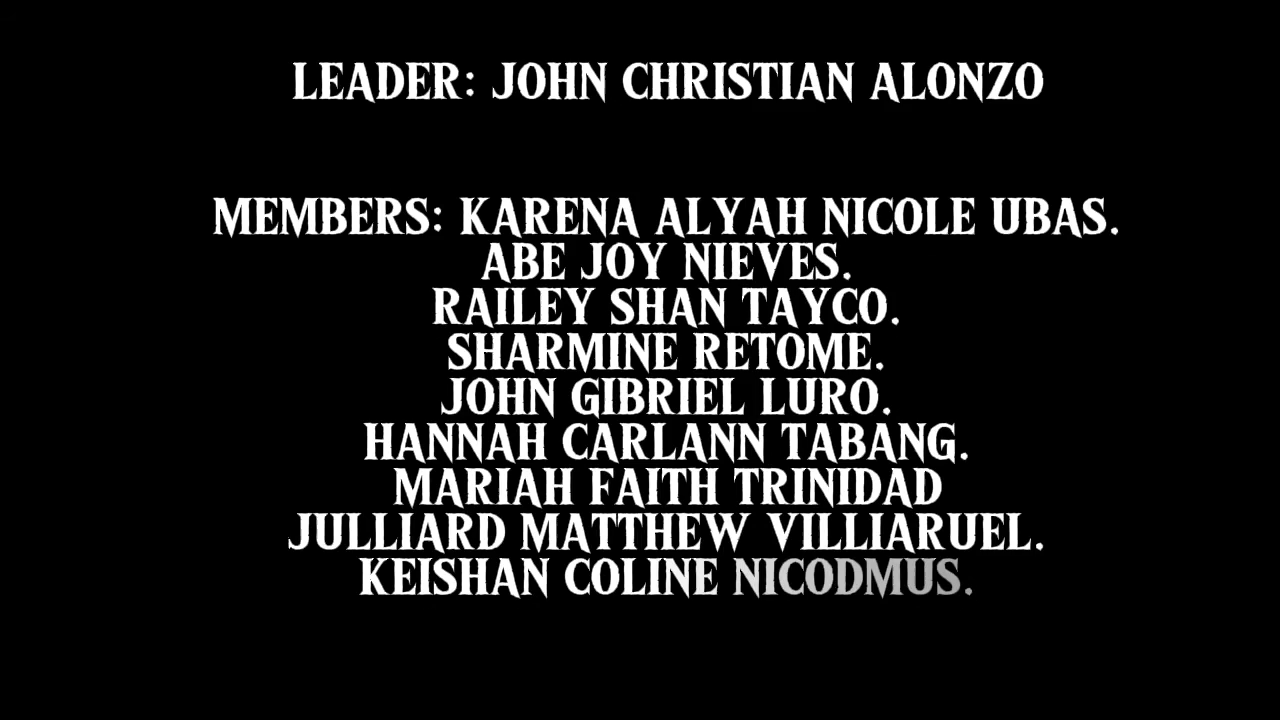 LEADER: JOHN CHRISTIAN ALONZO
MEMBERS: KARENA ALYAH NICOLE UBAS.
ABE JOY NIEVES.
RAILEY SHAN TAYCO.
SHARMINE RETOME.
JOHN GIBRIEL LURO.
HANNAH CARLANN TABANG.
MARIAH FAITH TRINIDAD
JULLIARD MATTHEW VILLIARUEL.
KEISHAN COLINE NICODMUS.